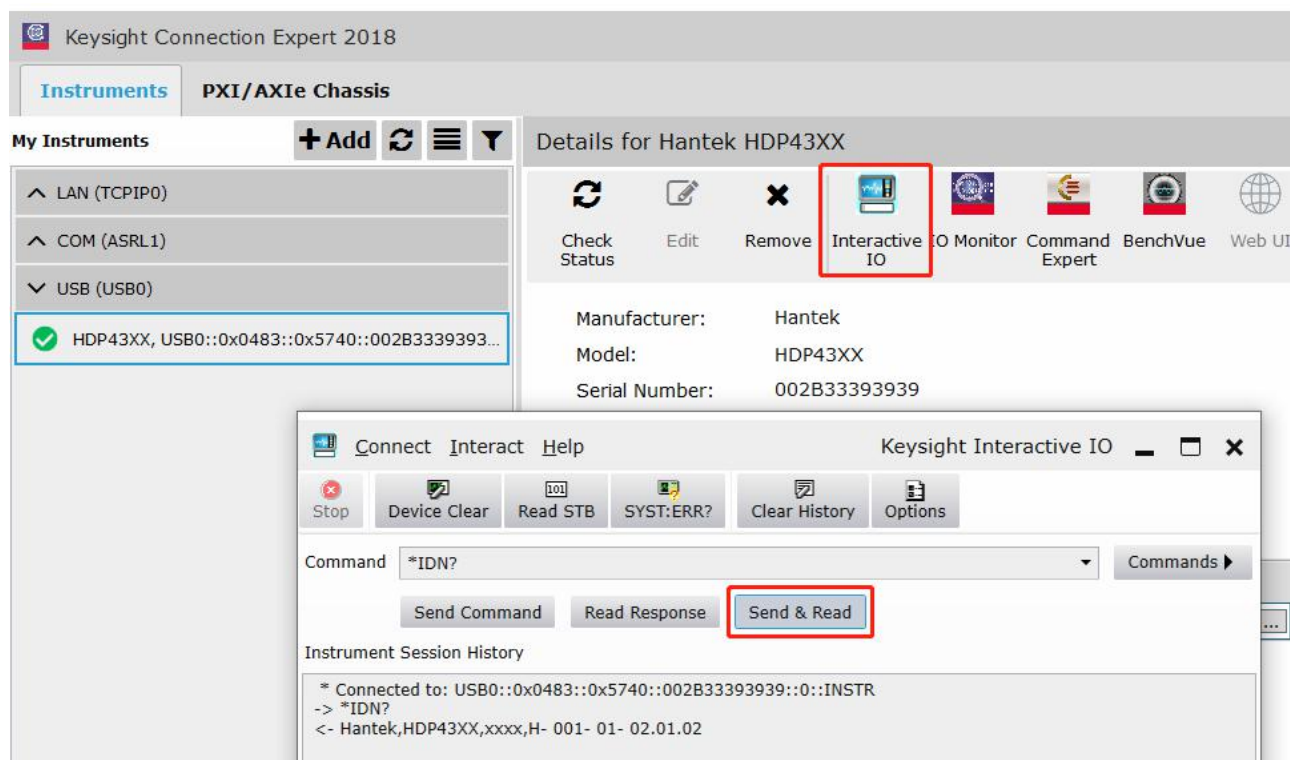 Keysight Connection Expert 2018
Instruments PXI/AXIe Chassis
My Instruments Add
Details for Hantek HDP43XX
LAN (TCPIP0)
COM (ASRL1)
USB (USB0)
HDP43XX, USB0::0x0483::0x5740::002B3339393...
Check Status
Edit
Remove
Interactive IO
IO Monitor
Command Expert
BenchVue
Web UI
Manufacturer: Hantek
Model: HDP43XX
Serial Number: 002B33393939
Connect Interact Help Keysight Interactive IO
Stop
Device Clear
101
Read STB
SYST:ERR?
Clear History
Options
Command *IDN? Commands
Send Command Read Response Send & Read
...
Instrument Session History
* Connected to: USB0::0x0483::0x5740::002B33393939::0::INSTR
-> *IDN?
<- Hantek,HDP43XX,xxxx,H- 001- 01- 02.01.02